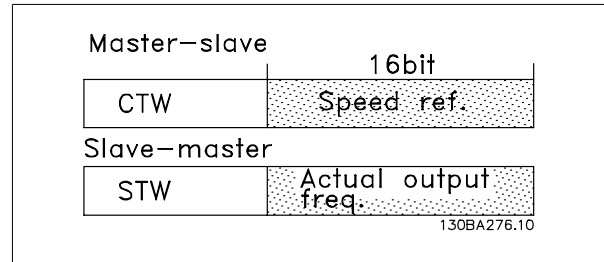 Master-slave
16bit
CTW
Speed ref.
Slave-master
STW
Actual output
freq.
130BA276.10